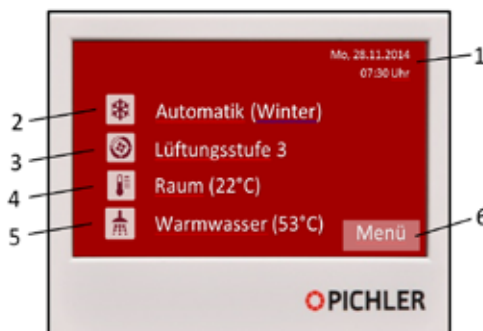 Mo, 28.11.2014
1
07:30 Uhr
2
Automatik (Winter)
3
Lüftungsstufe 3
4
Raum (22°C)
5
Warmwasser (53°C)
Menü
6
PICHLER